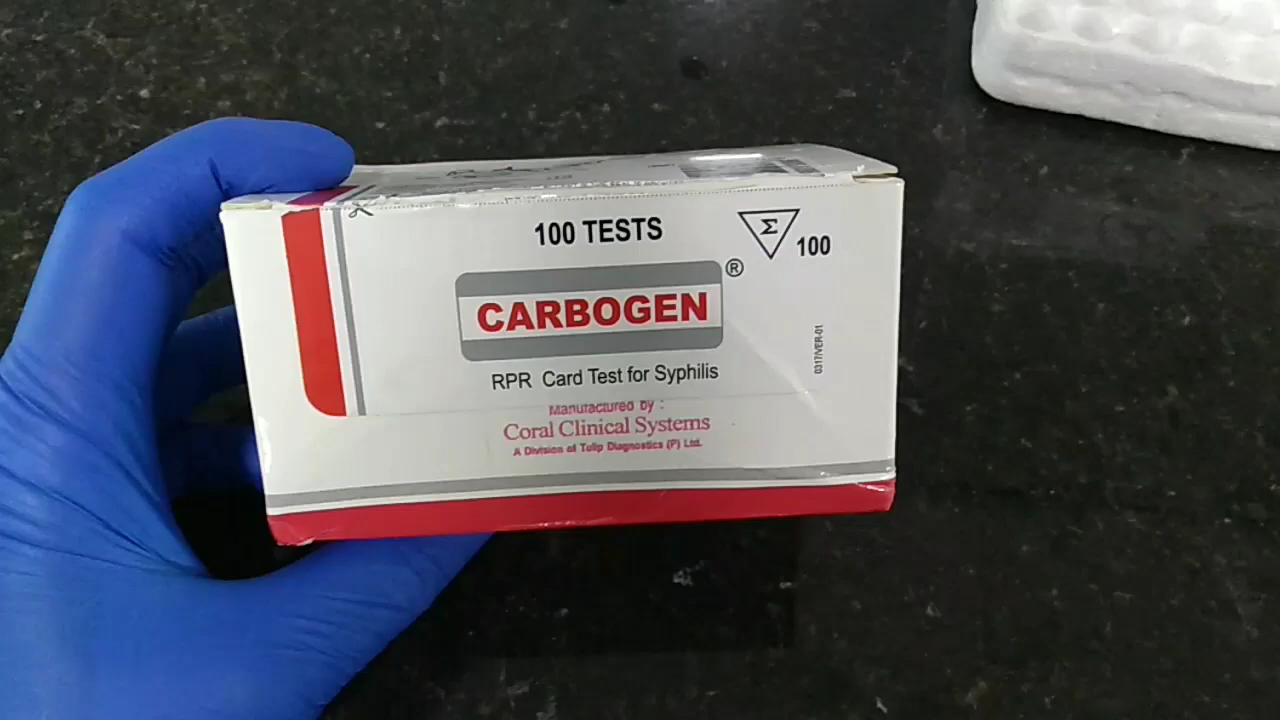 100 TESTS
Σ
100
®
CARBOGEN
RPR Card Test for Syphilis
0317/VER-01
Manufactured by :
Coral Clinical Systems
A Division of Tulip Diagnostics (P) Ltd.